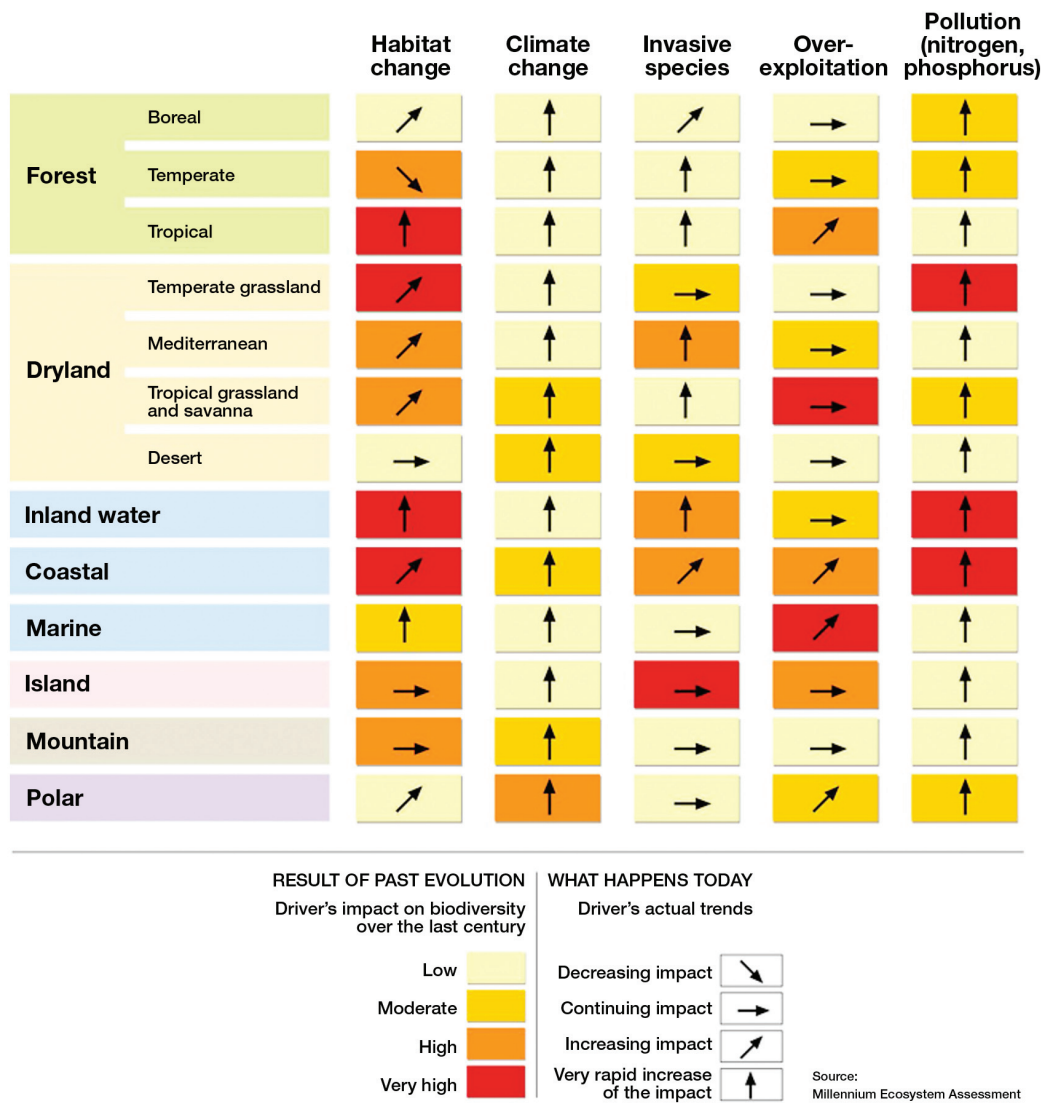 Habitat
change
Climate
change
Invasive
species
Over-
exploitation
Pollution
(nitrogen,
phosphorus)
Forest
Boreal
Temperate
Tropical
Dryland
Temperate grassland
Mediterranean
Tropical grassland
and savanna
Desert
Inland water
Coastal
Marine
Island
Mountain
Polar
RESULT OF PAST EVOLUTION
Driver’s impact on biodiversity
over the last century
Low
Moderate
High
Very high
WHAT HAPPENS TODAY
Driver’s actual trends
Decreasing impact
Continuing impact
Increasing impact
Very rapid increase
of the impact
Source:
Millennium Ecosystem Assessment